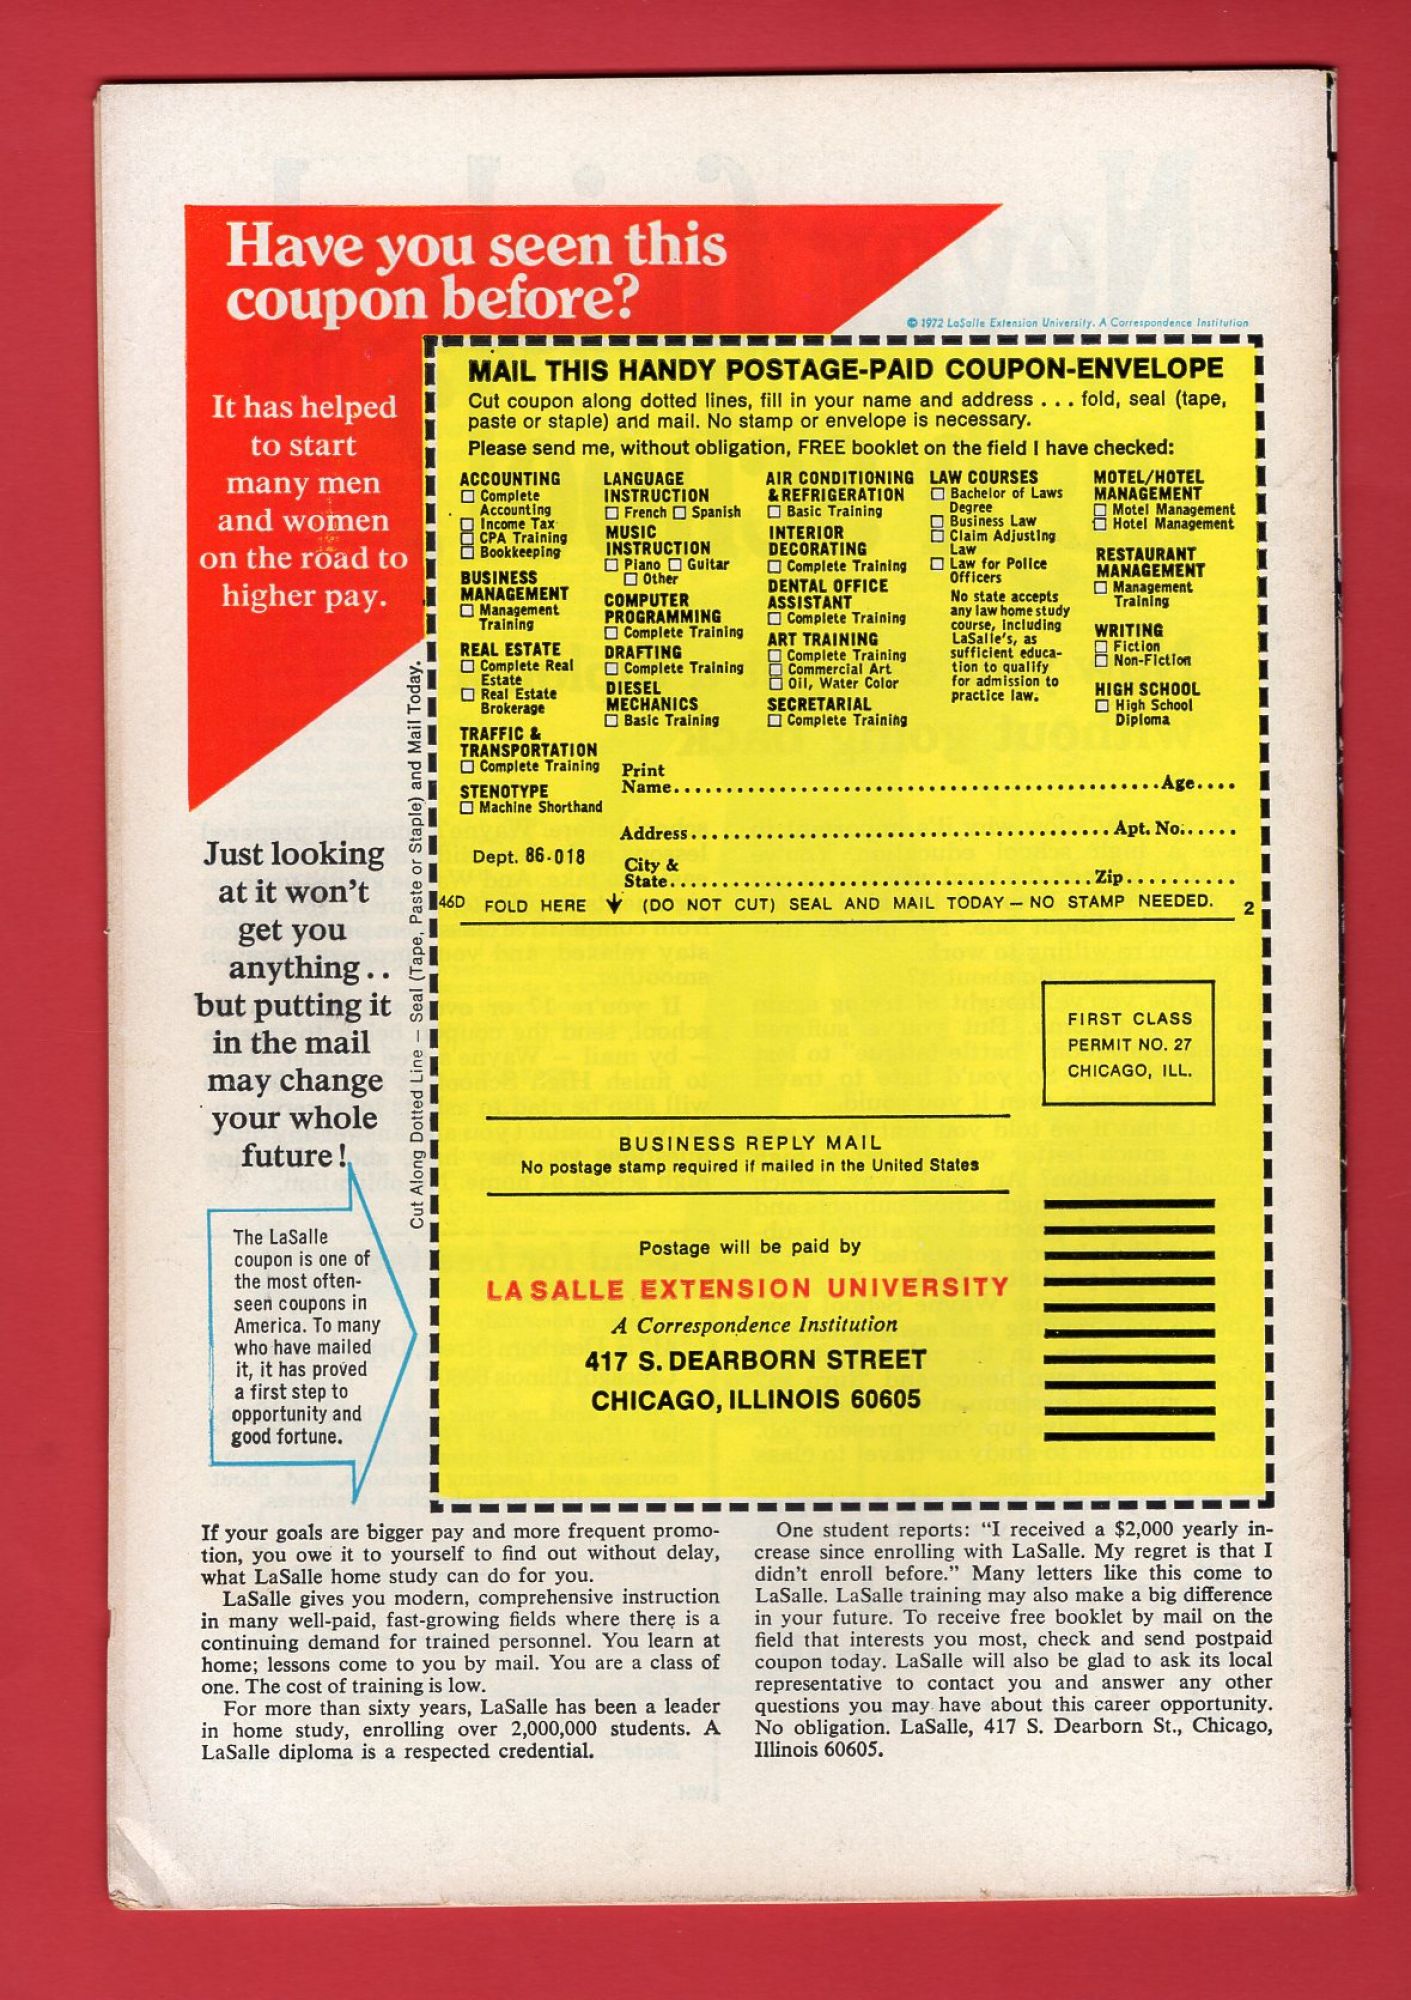 Have you seen this
coupon before?
© 1972 LaSalle Extension University. A Correspondence Institution
It has helped
to start
many men
and women
on the road to
higher pay.
MAIL THIS HANDY POSTAGE-PAID COUPON-ENVELOPE
Cut coupon along dotted lines, fill in your name and address . . . fold, seal (tape,
paste or staple) and mail. No stamp or envelope is necessary.
Please send me, without obligation, FREE booklet on the field I have checked:
ACCOUNTING
☐ Complete
Accounting
☐ Income Tax
☐ CPA Training
☐ Bookkeeping
BUSINESS
MANAGEMENT
☐ Management
Training
REAL ESTATE
☐ Complete Real
Estate
☐ Real Estate
Brokerage
TRAFFIC &
TRANSPORTATION
☐ Complete Training
STENOTYPE
☐ Machine Shorthand
LANGUAGE
INSTRUCTION
☐ French ☐ Spanish
MUSIC
INSTRUCTION
☐ Piano ☐ Guitar
☐ Other
COMPUTER
PROGRAMMING
☐ Complete Training
DRAFTING
☐ Complete Training
DIESEL
MECHANICS
☐ Basic Training
AIR CONDITIONING
& REFRIGERATION
☐ Basic Training
INTERIOR
DECORATING
☐ Complete Training
DENTAL OFFICE
ASSISTANT
☐ Complete Training
ART TRAINING
☐ Complete Training
☐ Commercial Art
☐ Oil, Water Color
SECRETARIAL
☐ Complete Training
LAW COURSES
☐ Bachelor of Laws
Degree
☐ Business Law
☐ Claim Adjusting
Law
☐ Law for Police
Officers
No state accepts
any law home study
course, including
LaSalle's, as
sufficient educa-
tion to qualify
for admission to
practice law.
MOTEL/HOTEL
MANAGEMENT
☐ Motel Management
☐ Hotel Management
RESTAURANT
MANAGEMENT
☐ Management
Training
WRITING
☐ Fiction
☐ Non-Fiction
HIGH SCHOOL
☐ High School
Diploma
Print
Name..........Age....
Address..........Apt. No......
Dept. 86-018
City &
State..........Zip..........
46D FOLD HERE ↓ (DO NOT CUT) SEAL AND MAIL TODAY — NO STAMP NEEDED. 2
Cut Along Dotted Line — Seal (Tape, Paste or Staple) and Mail Today.
Just looking
at it won't
get you
anything..
but putting it
in the mail
may change
your whole
future!
The LaSalle
coupon is one of
the most often-
seen coupons in
America. To many
who have mailed
it, it has proved
a first step to
opportunity and
good fortune.
FIRST CLASS
PERMIT NO. 27
CHICAGO, ILL.
BUSINESS REPLY MAIL
No postage stamp required if mailed in the United States
Postage will be paid by
LA SALLE EXTENSION UNIVERSITY
A Correspondence Institution
417 S. DEARBORN STREET
CHICAGO, ILLINOIS 60605
If your goals are bigger pay and more frequent promo-
tion, you owe it to yourself to find out without delay,
what LaSalle home study can do for you.
LaSalle gives you modern, comprehensive instruction
in many well-paid, fast-growing fields where there is a
continuing demand for trained personnel. You learn at
home; lessons come to you by mail. You are a class of
one. The cost of training is low.
For more than sixty years, LaSalle has been a leader
in home study, enrolling over 2,000,000 students. A
LaSalle diploma is a respected credential.
One student reports: “I received a $2,000 yearly in-
crease since enrolling with LaSalle. My regret is that I
didn't enroll before.” Many letters like this come to
LaSalle. LaSalle training may also make a big difference
in your future. To receive free booklet by mail on the
field that interests you most, check and send postpaid
coupon today. LaSalle will also be glad to ask its local
representative to contact you and answer any other
questions you may have about this career opportunity.
No obligation. LaSalle, 417 S. Dearborn St., Chicago,
Illinois 60605.